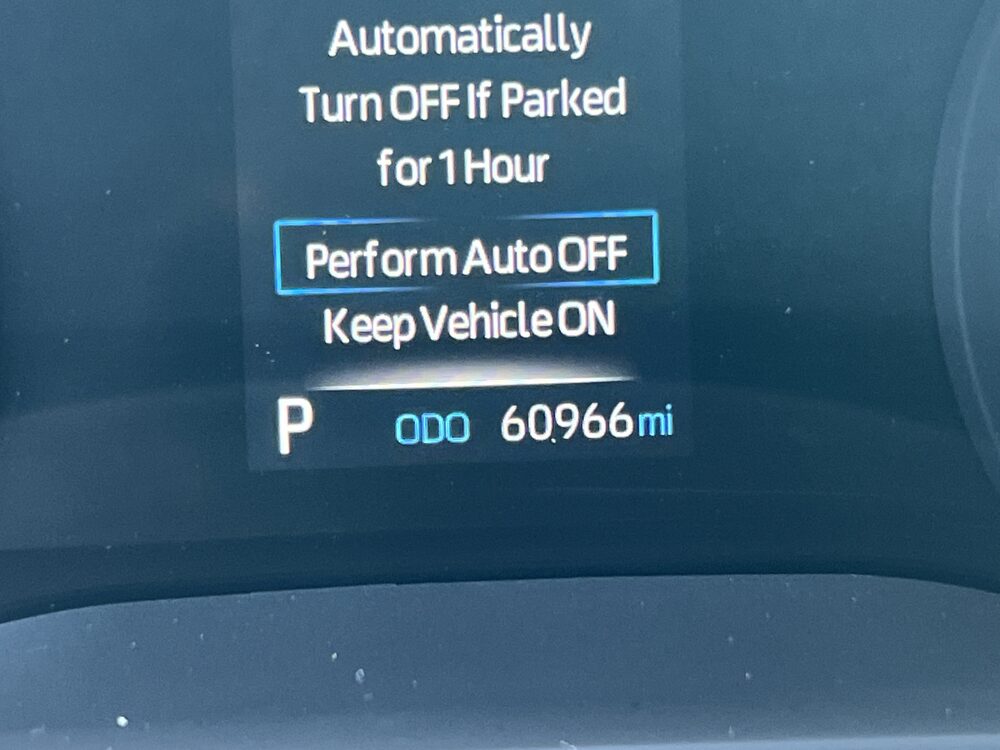 Automatically
Turn OFF If Parked
for 1 Hour
Perform Auto OFF
Keep Vehicle ON
P ODO 60966 mi